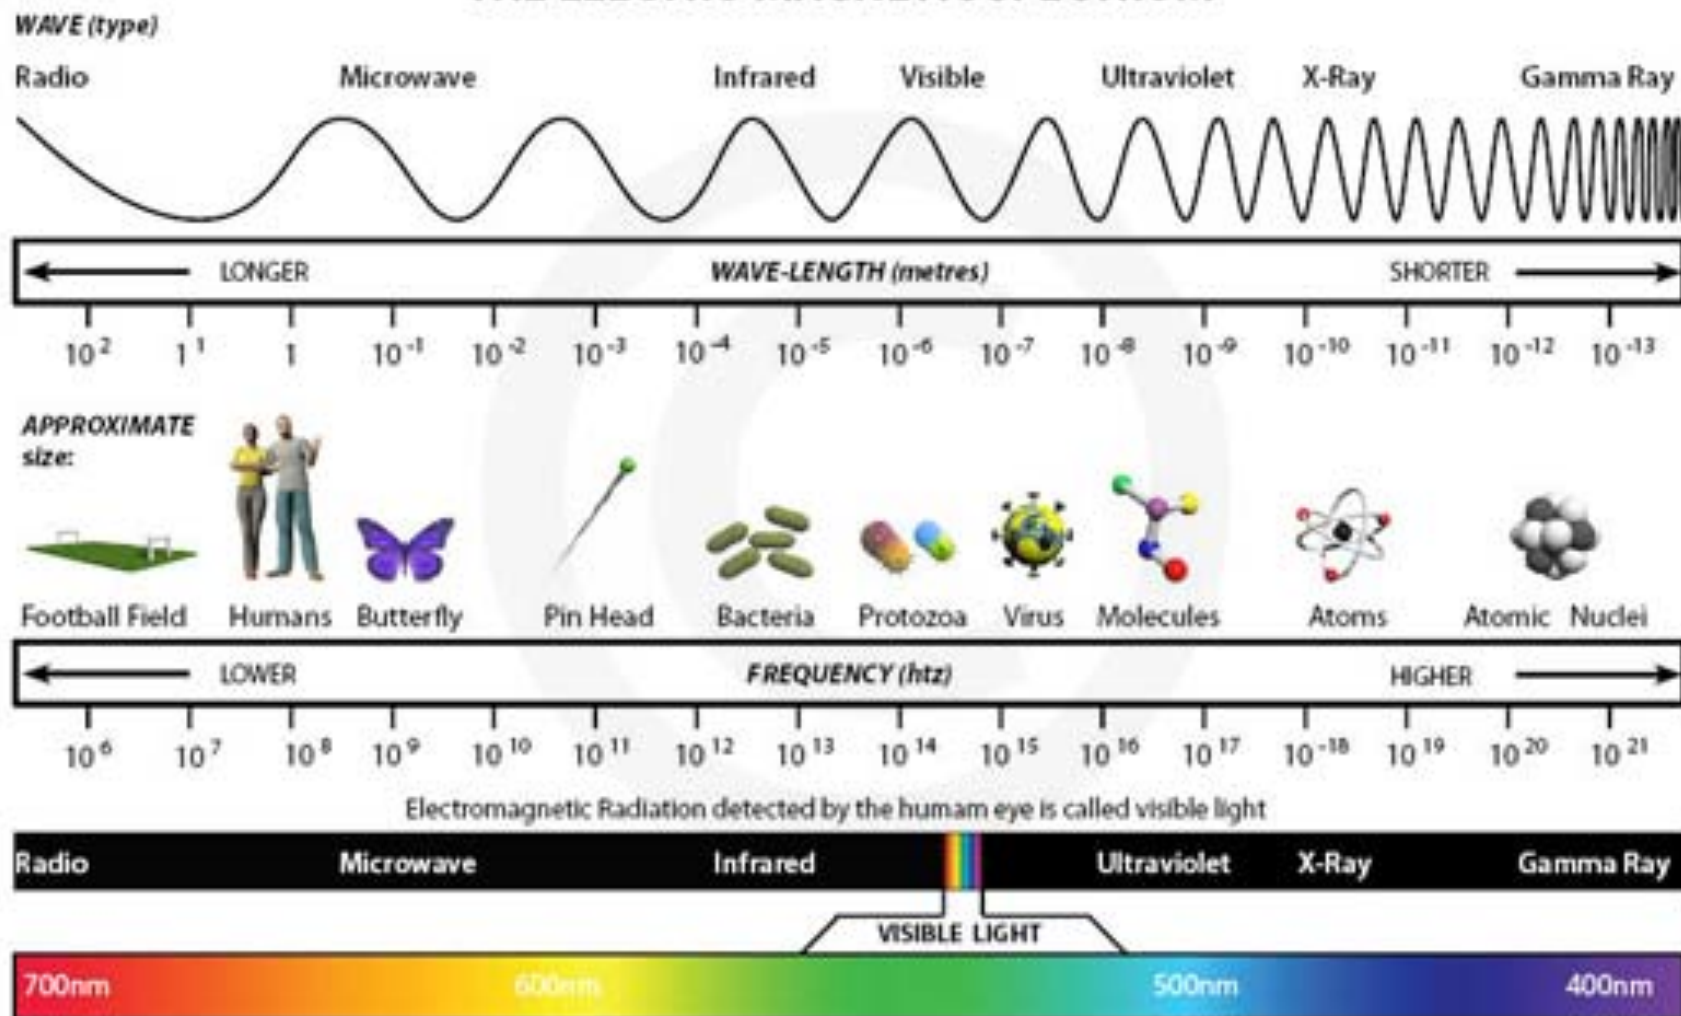 WAVE (type)
Radio Microwave Infrared Visible Ultraviolet X-Ray Gamma Ray
LONGER WAVE-LENGTH (metres) SHORTER
10² 1¹ 1 10⁻¹ 10⁻² 10⁻³ 10⁻⁴ 10⁻⁵ 10⁻⁶ 10⁻⁷ 10⁻⁸ 10⁻⁹ 10⁻¹⁰ 10⁻¹¹ 10⁻¹² 10⁻¹³
APPROXIMATE
size:
Football Field Humans Butterfly Pin Head Bacteria Protozoa Virus Molecules Atoms Atomic Nuclei
LOWER FREQUENCY (htz) HIGHER
10⁶ 10⁷ 10⁸ 10⁹ 10¹⁰ 10¹¹ 10¹² 10¹³ 10¹⁴ 10¹⁵ 10¹⁶ 10¹⁷ 10⁻¹⁸ 10¹⁹ 10²⁰ 10²¹
Electromagnetic Radiation detected by the humam eye is called visible light
Radio Microwave Infrared Ultraviolet X-Ray Gamma Ray
VISIBLE LIGHT
700nm 600nm 500nm 400nm